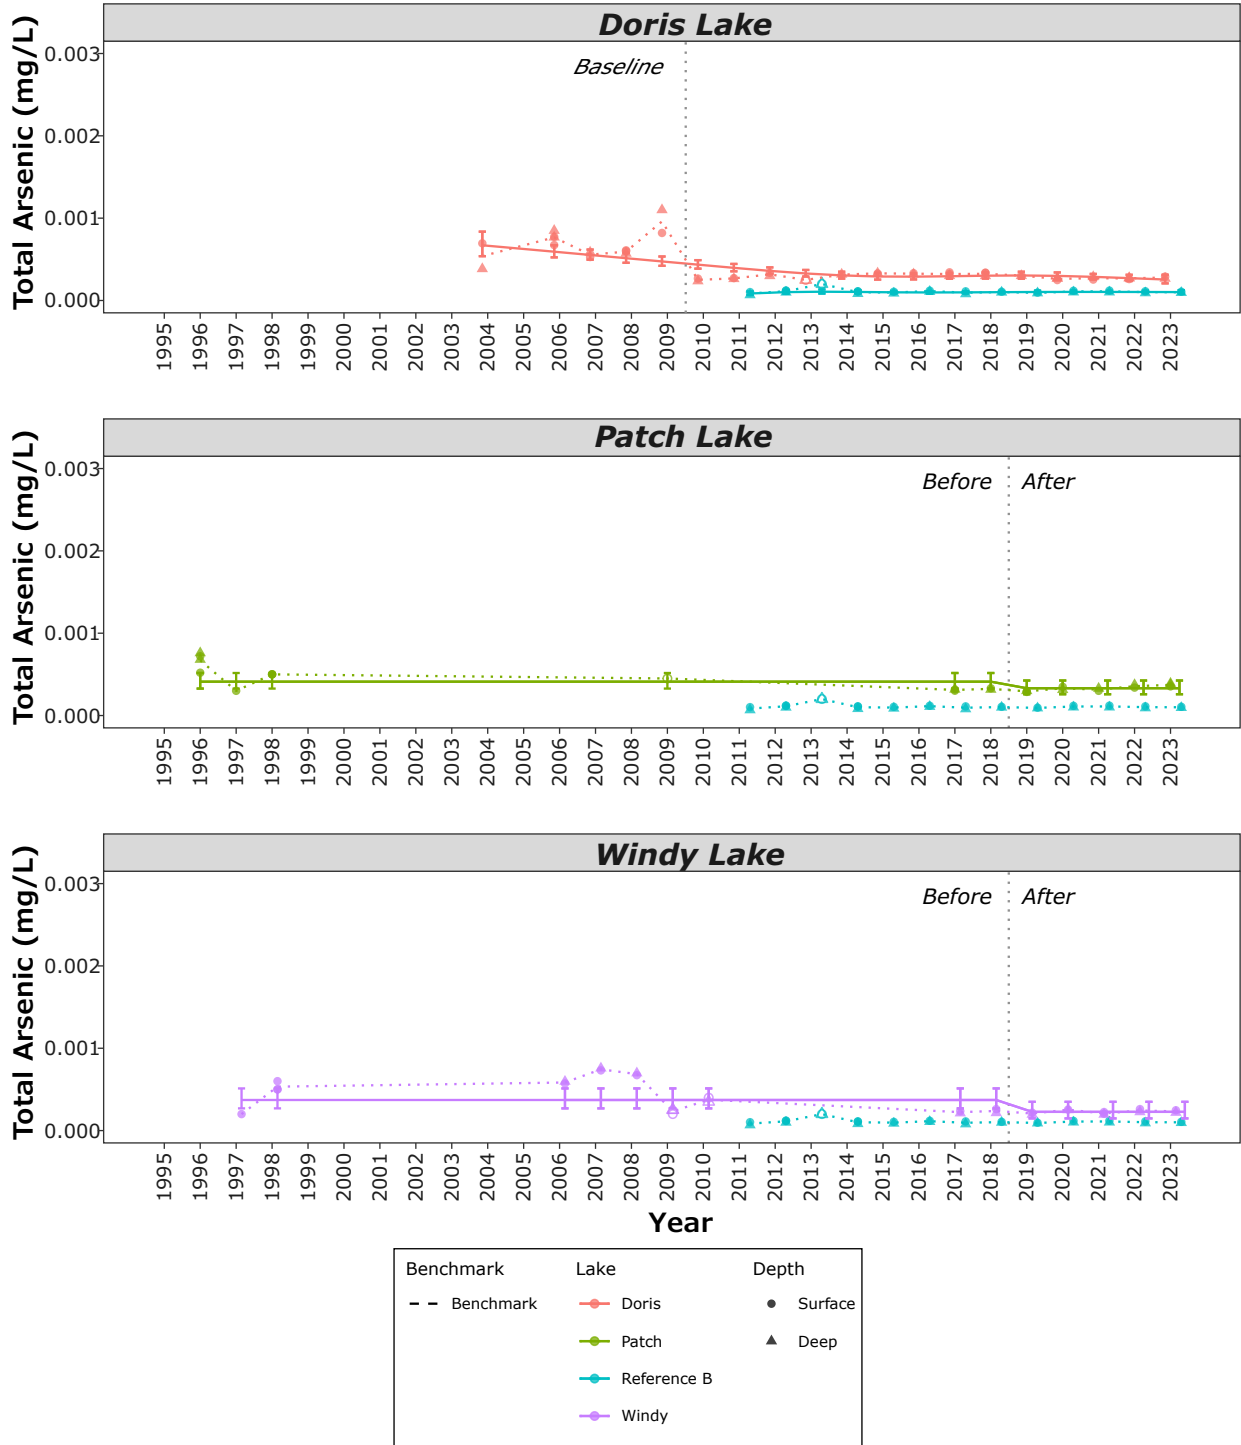 Doris Lake
Total Arsenic (mg/L)
0.003
0.002
0.001
0.000
Baseline
1995 1996 1997 1998 1999 2000 2001 2002 2003 2004 2005 2006 2007 2008 2009 2010 2011 2012 2013 2014 2015 2016 2017 2018 2019 2020 2021 2022 2023
Patch Lake
Total Arsenic (mg/L)
0.003
0.002
0.001
0.000
Before After
1995 1996 1997 1998 1999 2000 2001 2002 2003 2004 2005 2006 2007 2008 2009 2010 2011 2012 2013 2014 2015 2016 2017 2018 2019 2020 2021 2022 2023
Windy Lake
Total Arsenic (mg/L)
0.003
0.002
0.001
0.000
Before After
1995 1996 1997 1998 1999 2000 2001 2002 2003 2004 2005 2006 2007 2008 2009 2010 2011 2012 2013 2014 2015 2016 2017 2018 2019 2020 2021 2022 2023
Year
Benchmark Lake Depth
Benchmark Doris Surface
Patch Deep
Reference B
Windy